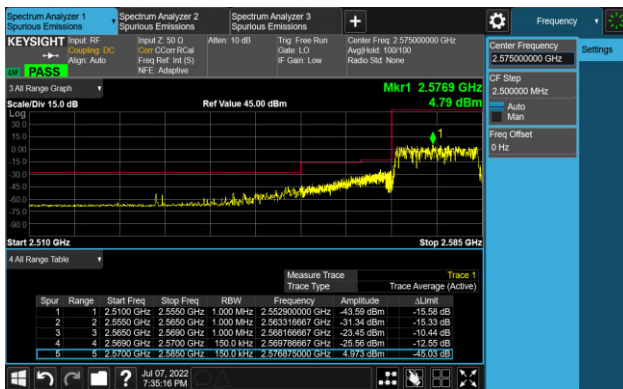 Spectrum Analyzer 1
Spurious Emissions
Spectrum Analyzer 2
Spurious Emissions
Spectrum Analyzer 3
Spurious Emissions
+
Frequency
KEYSIGHT
Input: RF
Coupling: DC
Align: Auto
Input Z: 50 Ω
Corr CCorr RCal
Freq Ref: Int (S)
NFE: Adaptive
Atten: 10 dB
Trig: Free Run
Gate: LO
IF Gain: Low
Center Freq: 2.575000000 GHz
Avg|Hold: 100/100
Radio Std: None
PASS
Center Frequency
2.575000000 GHz
Settings
CF Step
2.500000 MHz
Auto
Man
Freq Offset
0 Hz
3 All Range Graph
Mkr1 2.5769 GHz
4.79 dBm
Scale/Div 15.0 dB
Ref Value 45.00 dBm
Log
30.0
15.0
0.00
-15.0
-30.0
-45.0
-60.0
-75.0
-90.0
1
Start 2.510 GHz
Stop 2.585 GHz
4 All Range Table
Measure Trace Trace 1
Trace Type Trace Average (Active)
Spur Range Start Freq Stop Freq RBW Frequency Amplitude ΔLimit
1 1 2.5100 GHz 2.5550 GHz 1.000 MHz 2.552900000 GHz -43.59 dBm -15.58 dB
2 2 2.5550 GHz 2.5650 GHz 1.000 MHz 2.563316667 GHz -31.34 dBm -15.33 dB
3 3 2.5650 GHz 2.5690 GHz 1.000 MHz 2.568166667 GHz -23.45 dBm -10.44 dB
4 4 2.5690 GHz 2.5700 GHz 150.0 kHz 2.569786667 GHz -25.56 dBm -12.55 dB
5 5 2.5700 GHz 2.5850 GHz 150.0 kHz 2.576875000 GHz 4.973 dBm -45.03 dB
?
Jul 07, 2022
7:35:16 PM